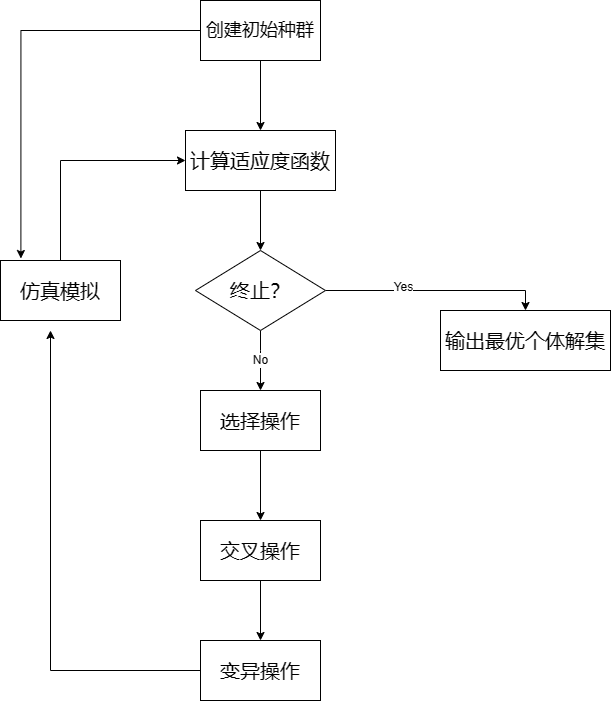 创建初始种群
计算适应度函数
仿真模拟
终止？
Yes
输出最优个体解集
No
选择操作
交叉操作
变异操作